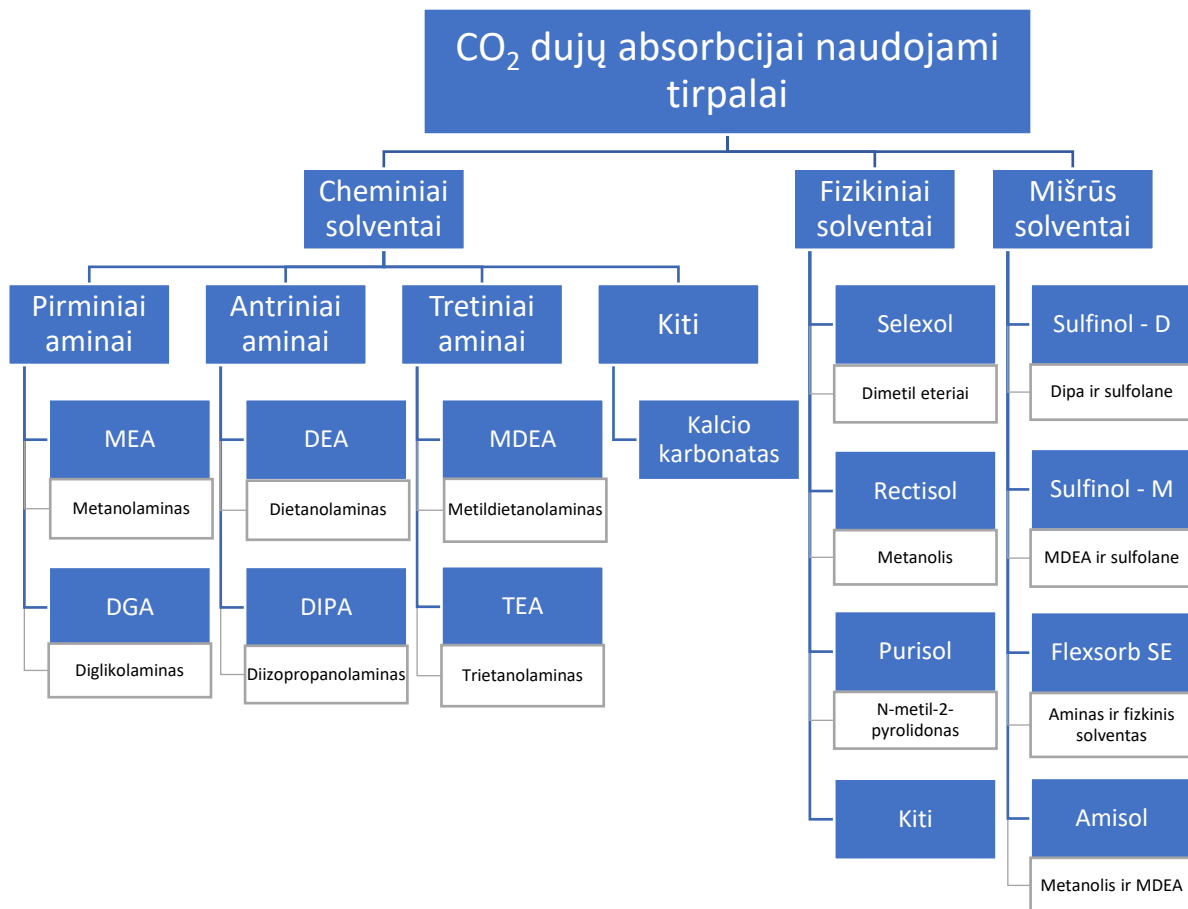 CO₂ dujų absorbcijai naudojami
tirpalai
Cheminiai
solventai
Fizikiniai
solventai
Mišrūs
solventai
Pirminiai
aminai
Antriniai
aminai
Tretiniai
aminai
Kiti
MEA
Metanolaminas
DGA
Diglikolaminas
DEA
Dietanolaminas
DIPA
Diizopropanolaminas
MDEA
Metildietanolaminas
TEA
Trietanolaminas
Kalcio
karbonatas
Selexol
Dimetil eteriai
Rectisol
Metanolis
Purisol
N-metil-2-
pyrolidonas
Kiti
Sulfinol - D
Dipa ir sulfolane
Sulfinol - M
MDEA ir sulfolane
Flexsorb SE
Aminas ir fizkinis
solventas
Amisol
Metanolis ir MDEA